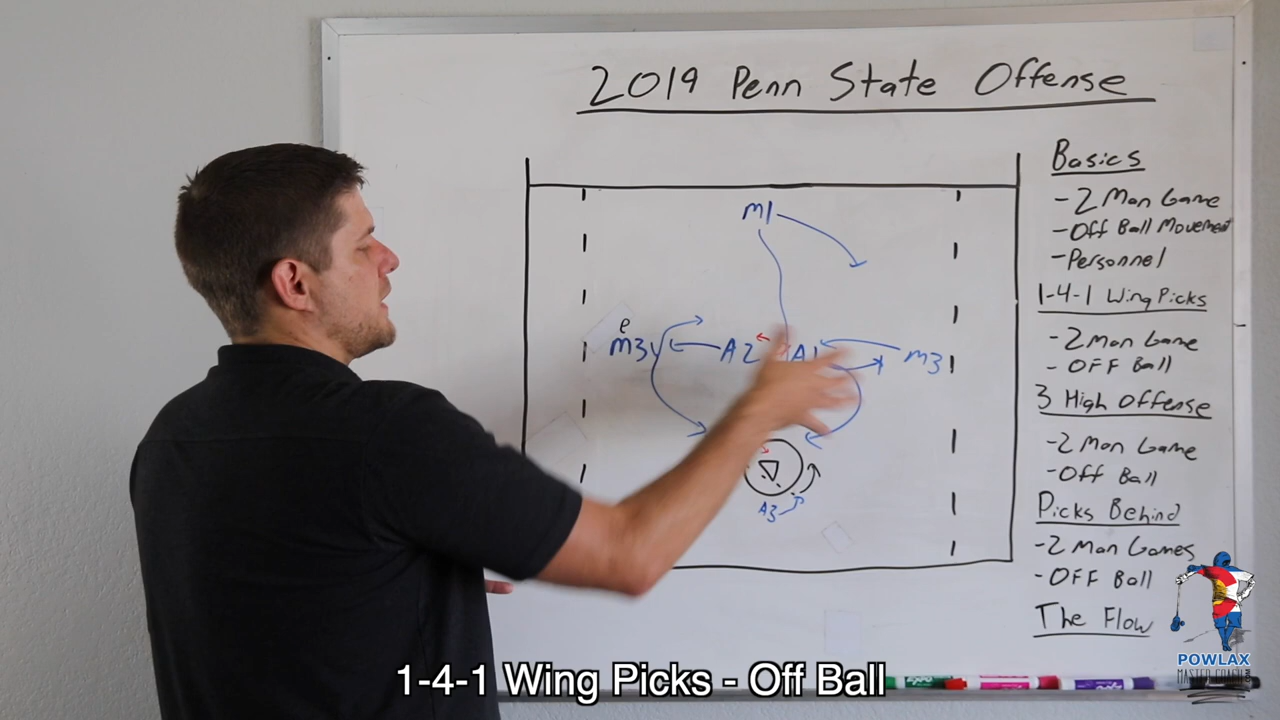 2019 Penn State Offense
M1
e
M3 A2 A1 M3
A3
Basics
- 2 Man Game
- Off Ball Movement
- Personnel
1-4-1 Wing Picks
- 2 Man Game
- OFF Ball
3 High Offense
- 2 Man Game
- Off Ball
Picks Behind
- 2 Man Games
- OFF Ball
The Flow
POWLAX
MASTER COACH
1-4-1 Wing Picks - Off Ball